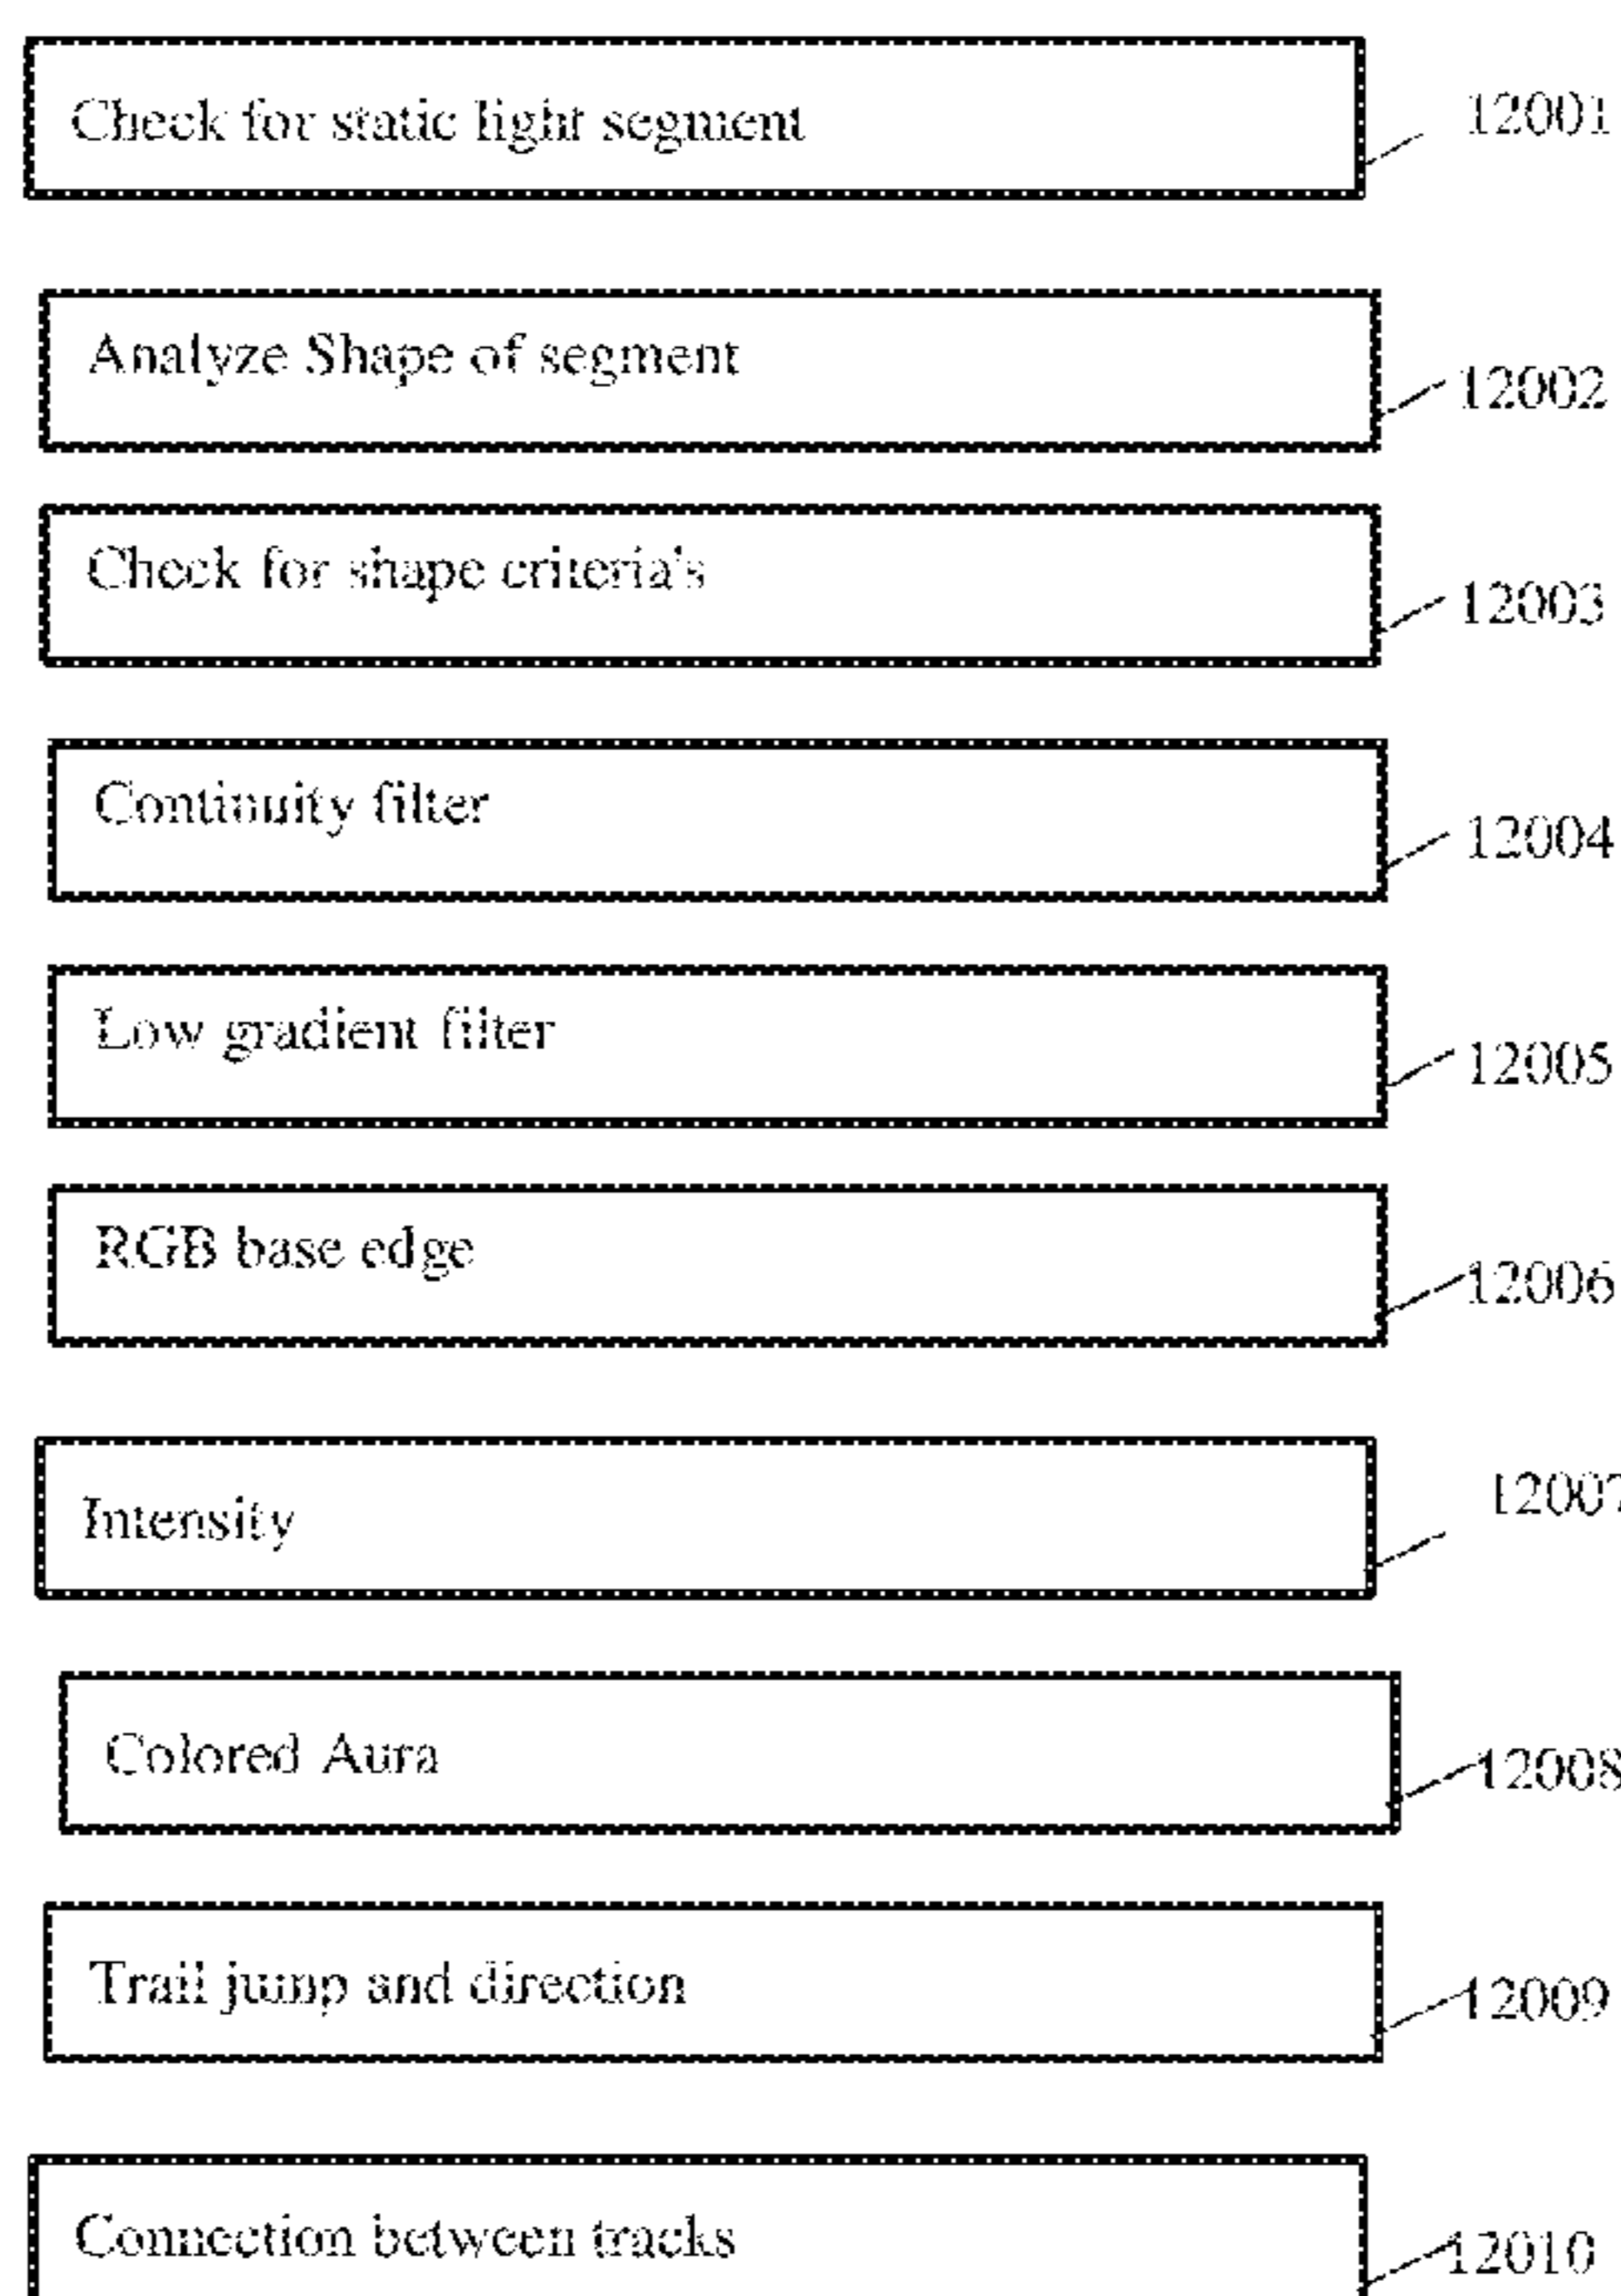 Check for static light segment 12001
Analyze Shape of segment 12002
Check for shape criteria's 12003
Continuity filter 12004
Low gradient filter 12005
RGB base edge 12006
Intensity 12007
Colored Aura 12008
Trail jump and direction 12009
Connection between tracks 12010